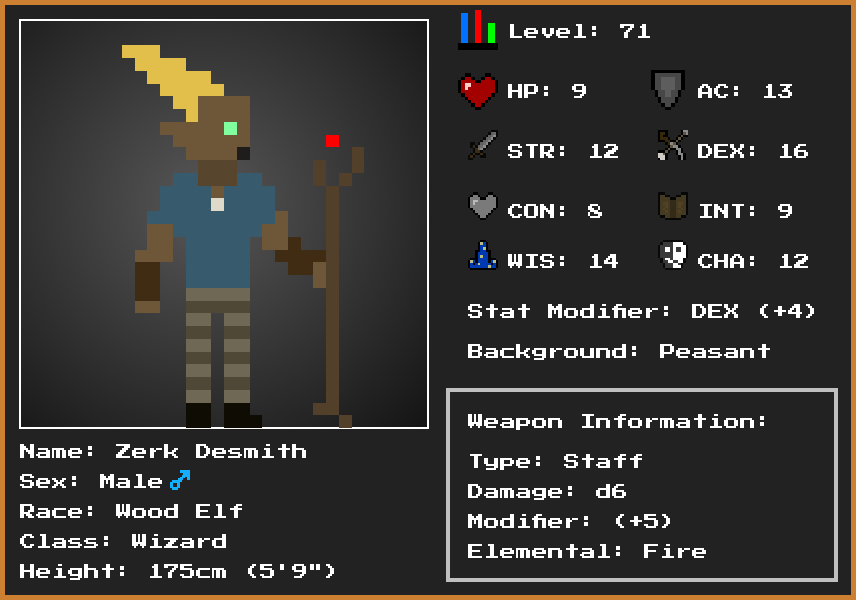 Level: 71
HP: 9
AC: 13
STR: 12
DEX: 16
CON: 8
INT: 9
WIS: 14
CHA: 12
Stat Modifier: DEX (+4)
Background: Peasant
Weapon Information:
Type: Staff
Damage: d6
Modifier: (+5)
Elemental: Fire
Name: Zerk Desmith
Sex: Male ♂
Race: Wood Elf
Class: Wizard
Height: 175cm (5'9")